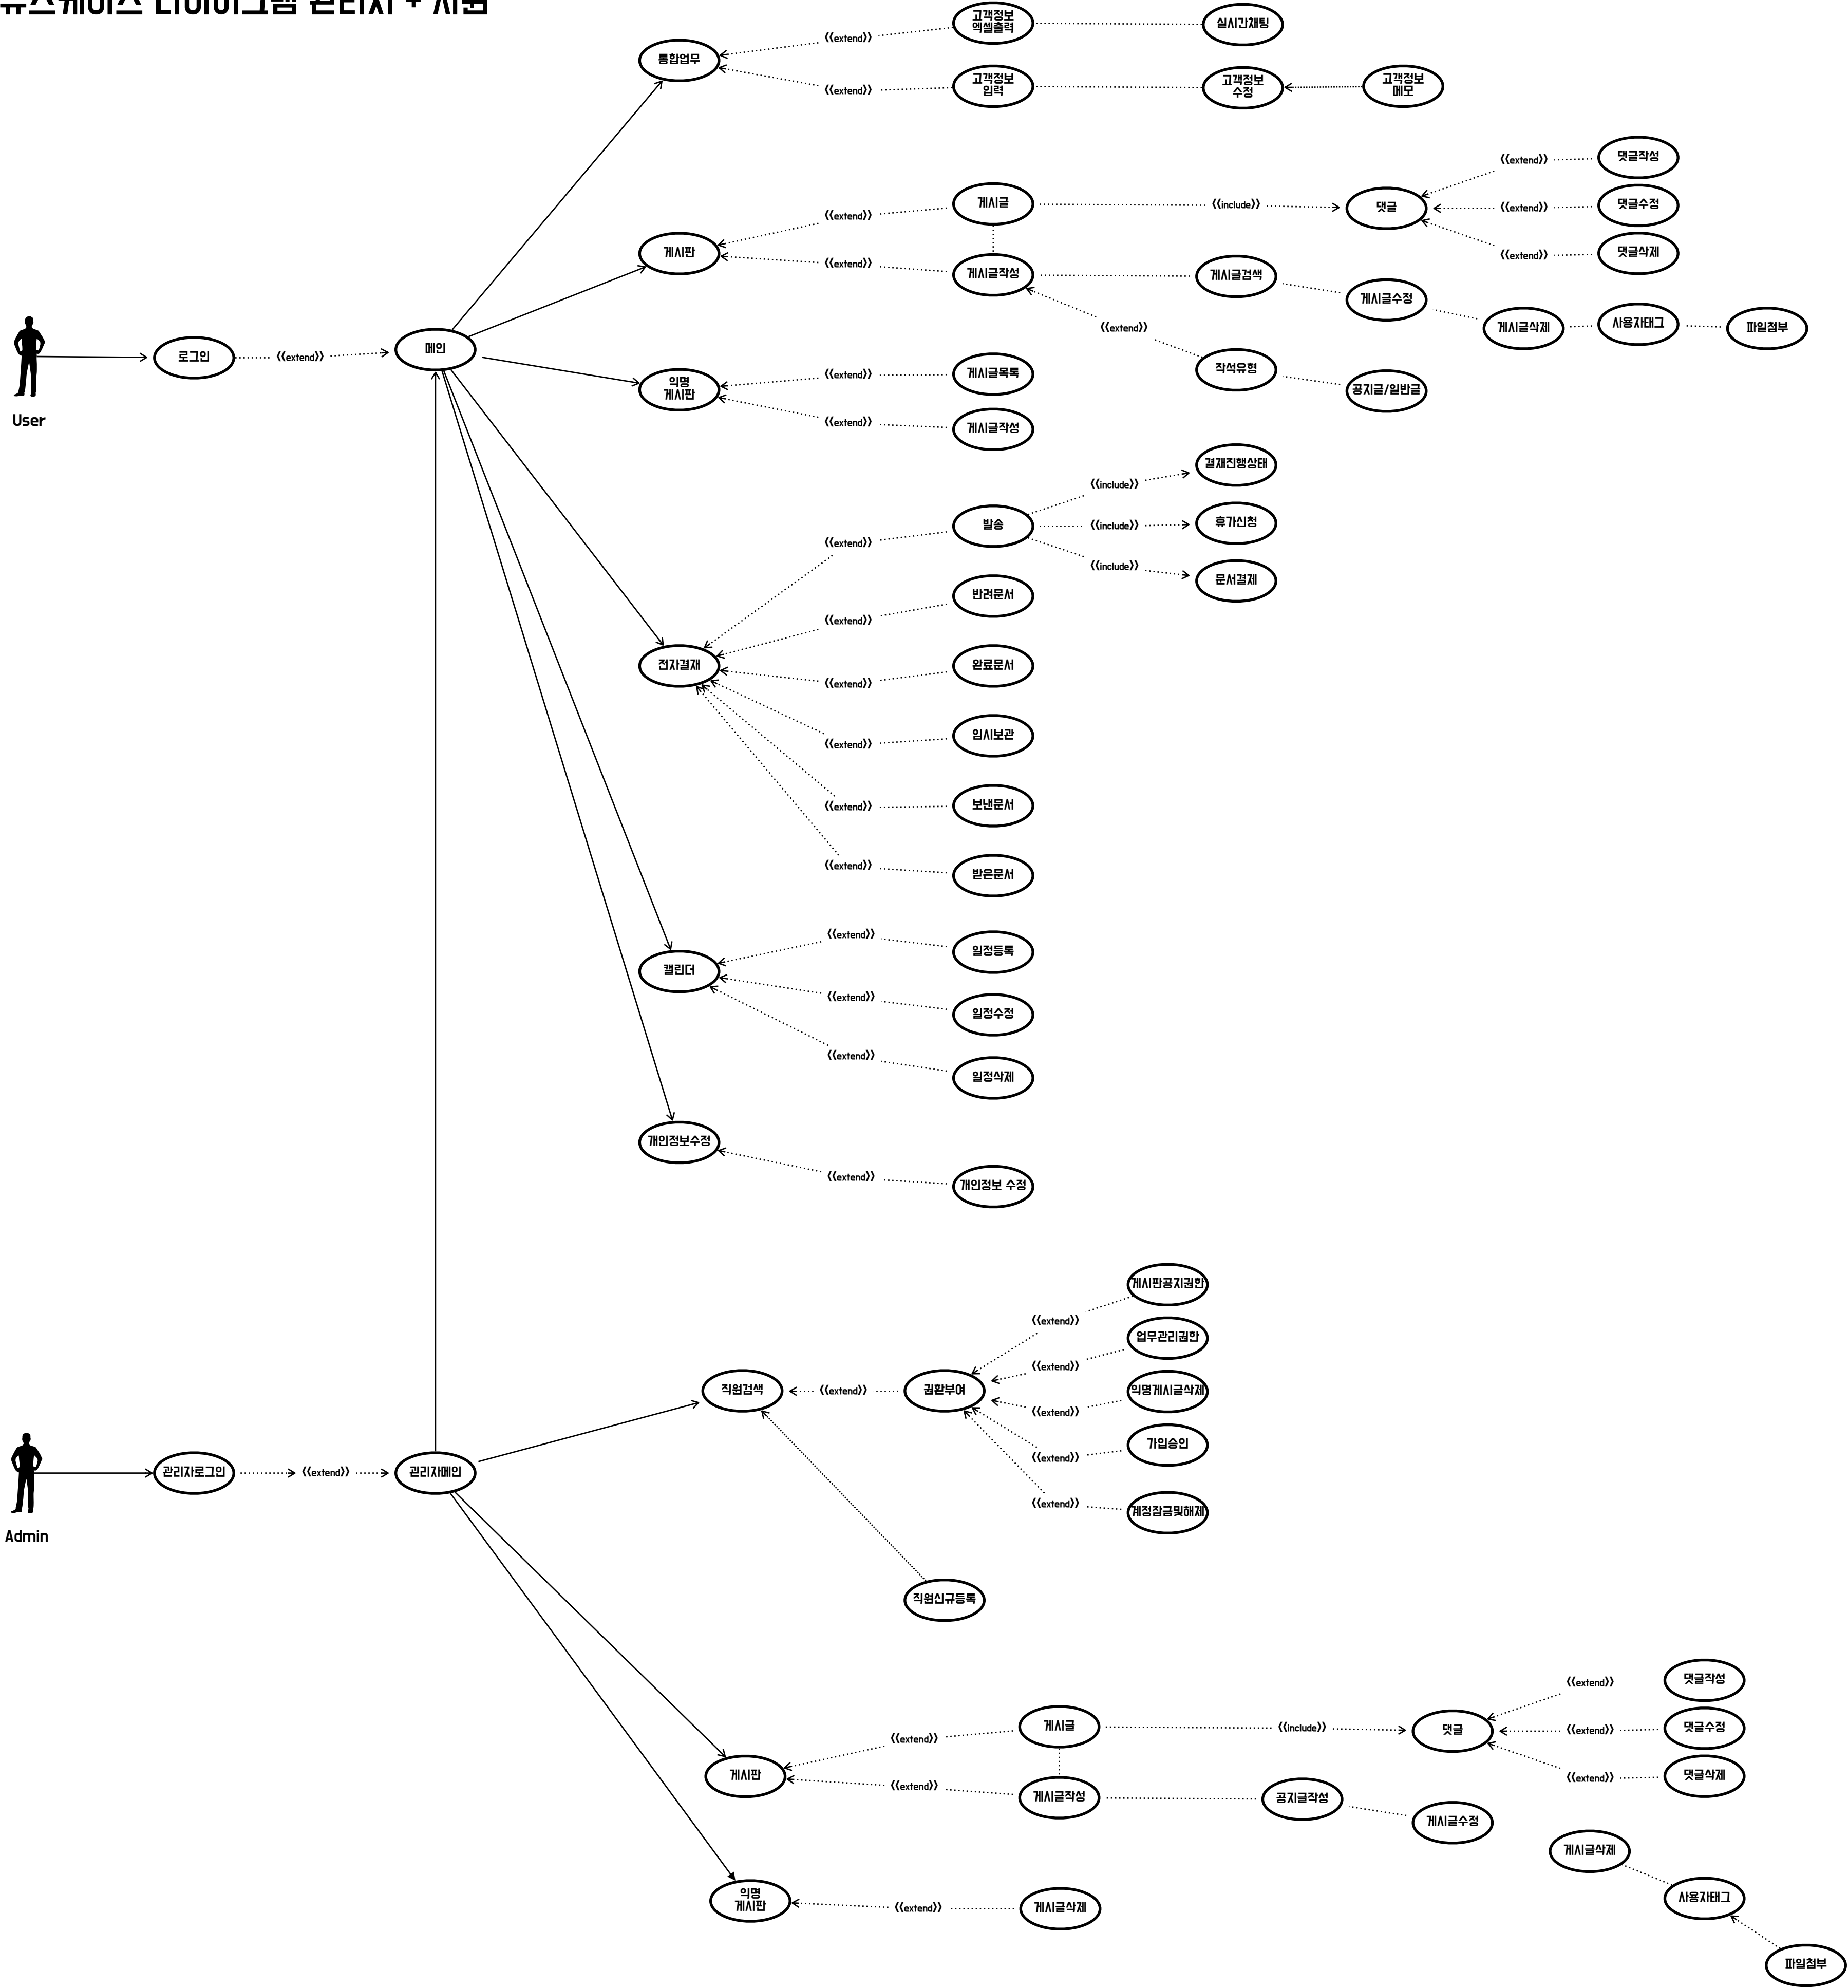 유스케이스 다이어그램 관리자 + 직원
고객정보
엑셀출력
실시간채팅
《extend》
통합업무
고객정보
입력
고객정보
수정
고객정보
메모
《extend》
댓글작성
《extend》
게시글
《include》
댓글
《extend》
댓글수정
《extend》
게시판
댓글삭제
《extend》
《extend》
게시글작성
게시글검색
게시글수정
게시글삭제
사용자태그
파일첨부
《extend》
User
로그인
《extend》
메인
익명
게시판
《extend》
게시글목록
작석유형
공지글/일반글
《extend》
게시글작성
결재진행상태
《include》
발송
《include》
휴가신청
《extend》
《include》
문서결제
반려문서
《extend》
전자결재
완료문서
《extend》
임시보관
《extend》
보낸문서
《extend》
받은문서
《extend》
《extend》
일정등록
캘린더
《extend》
일정수정
《extend》
일정삭제
개인정보수정
《extend》
개인정보 수정
게시판공지권한
《extend》
업무관리권한
《extend》
직원검색
《extend》
권환부여
익명게시글삭제
《extend》
가입승인
《extend》
Admin
관리자로그인
《extend》
관리자메인
《extend》
계정잠금및해제
직원신규등록
《extend》
댓글작성
게시글
《include》
댓글
《extend》
댓글수정
《extend》
게시판
《extend》
댓글삭제
《extend》
게시글작성
공지글작성
게시글수정
게시글삭제
사용자태그
익명
게시판
《extend》
게시글삭제
파일첨부